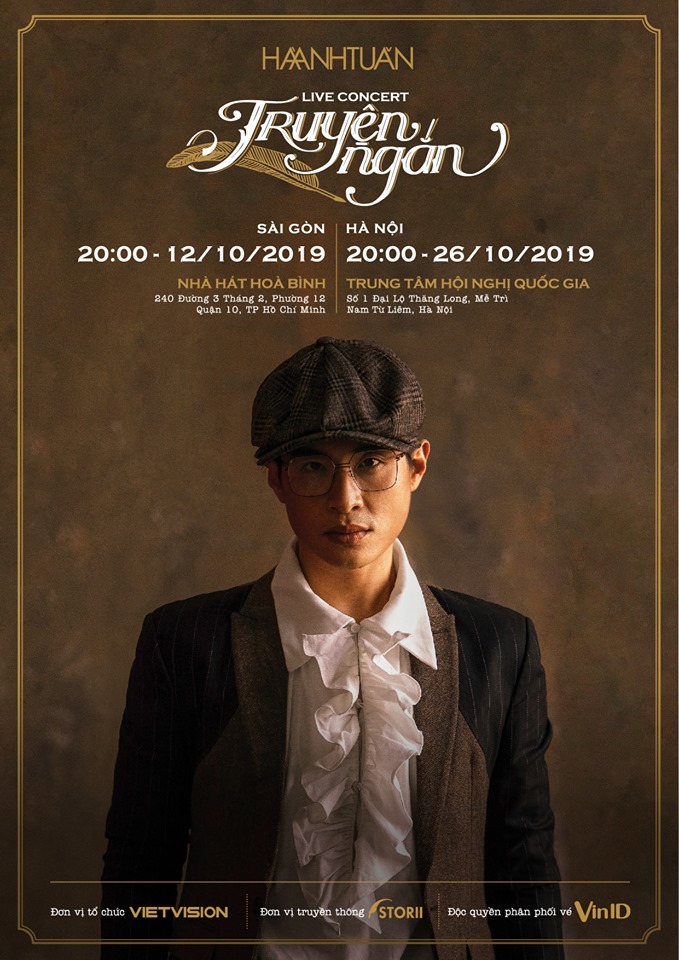 HÀ ANH TUẤN
LIVE CONCERT
Truyện ngắn
SÀI GÒN
20:00 - 12/10/2019
NHÀ HÁT HOÀ BÌNH
240 Đường 3 Tháng 2, Phường 12
Quận 10, TP Hồ Chí Minh
HÀ NỘI
20:00 - 26/10/2019
TRUNG TÂM HỘI NGHỊ QUỐC GIA
Số 1 Đại Lộ Thăng Long, Mễ Trì
Nam Từ Liêm, Hà Nội
Đơn vị tổ chức VIETVISION
Đơn vị truyền thông STORII
Độc quyền phân phối vé VinID